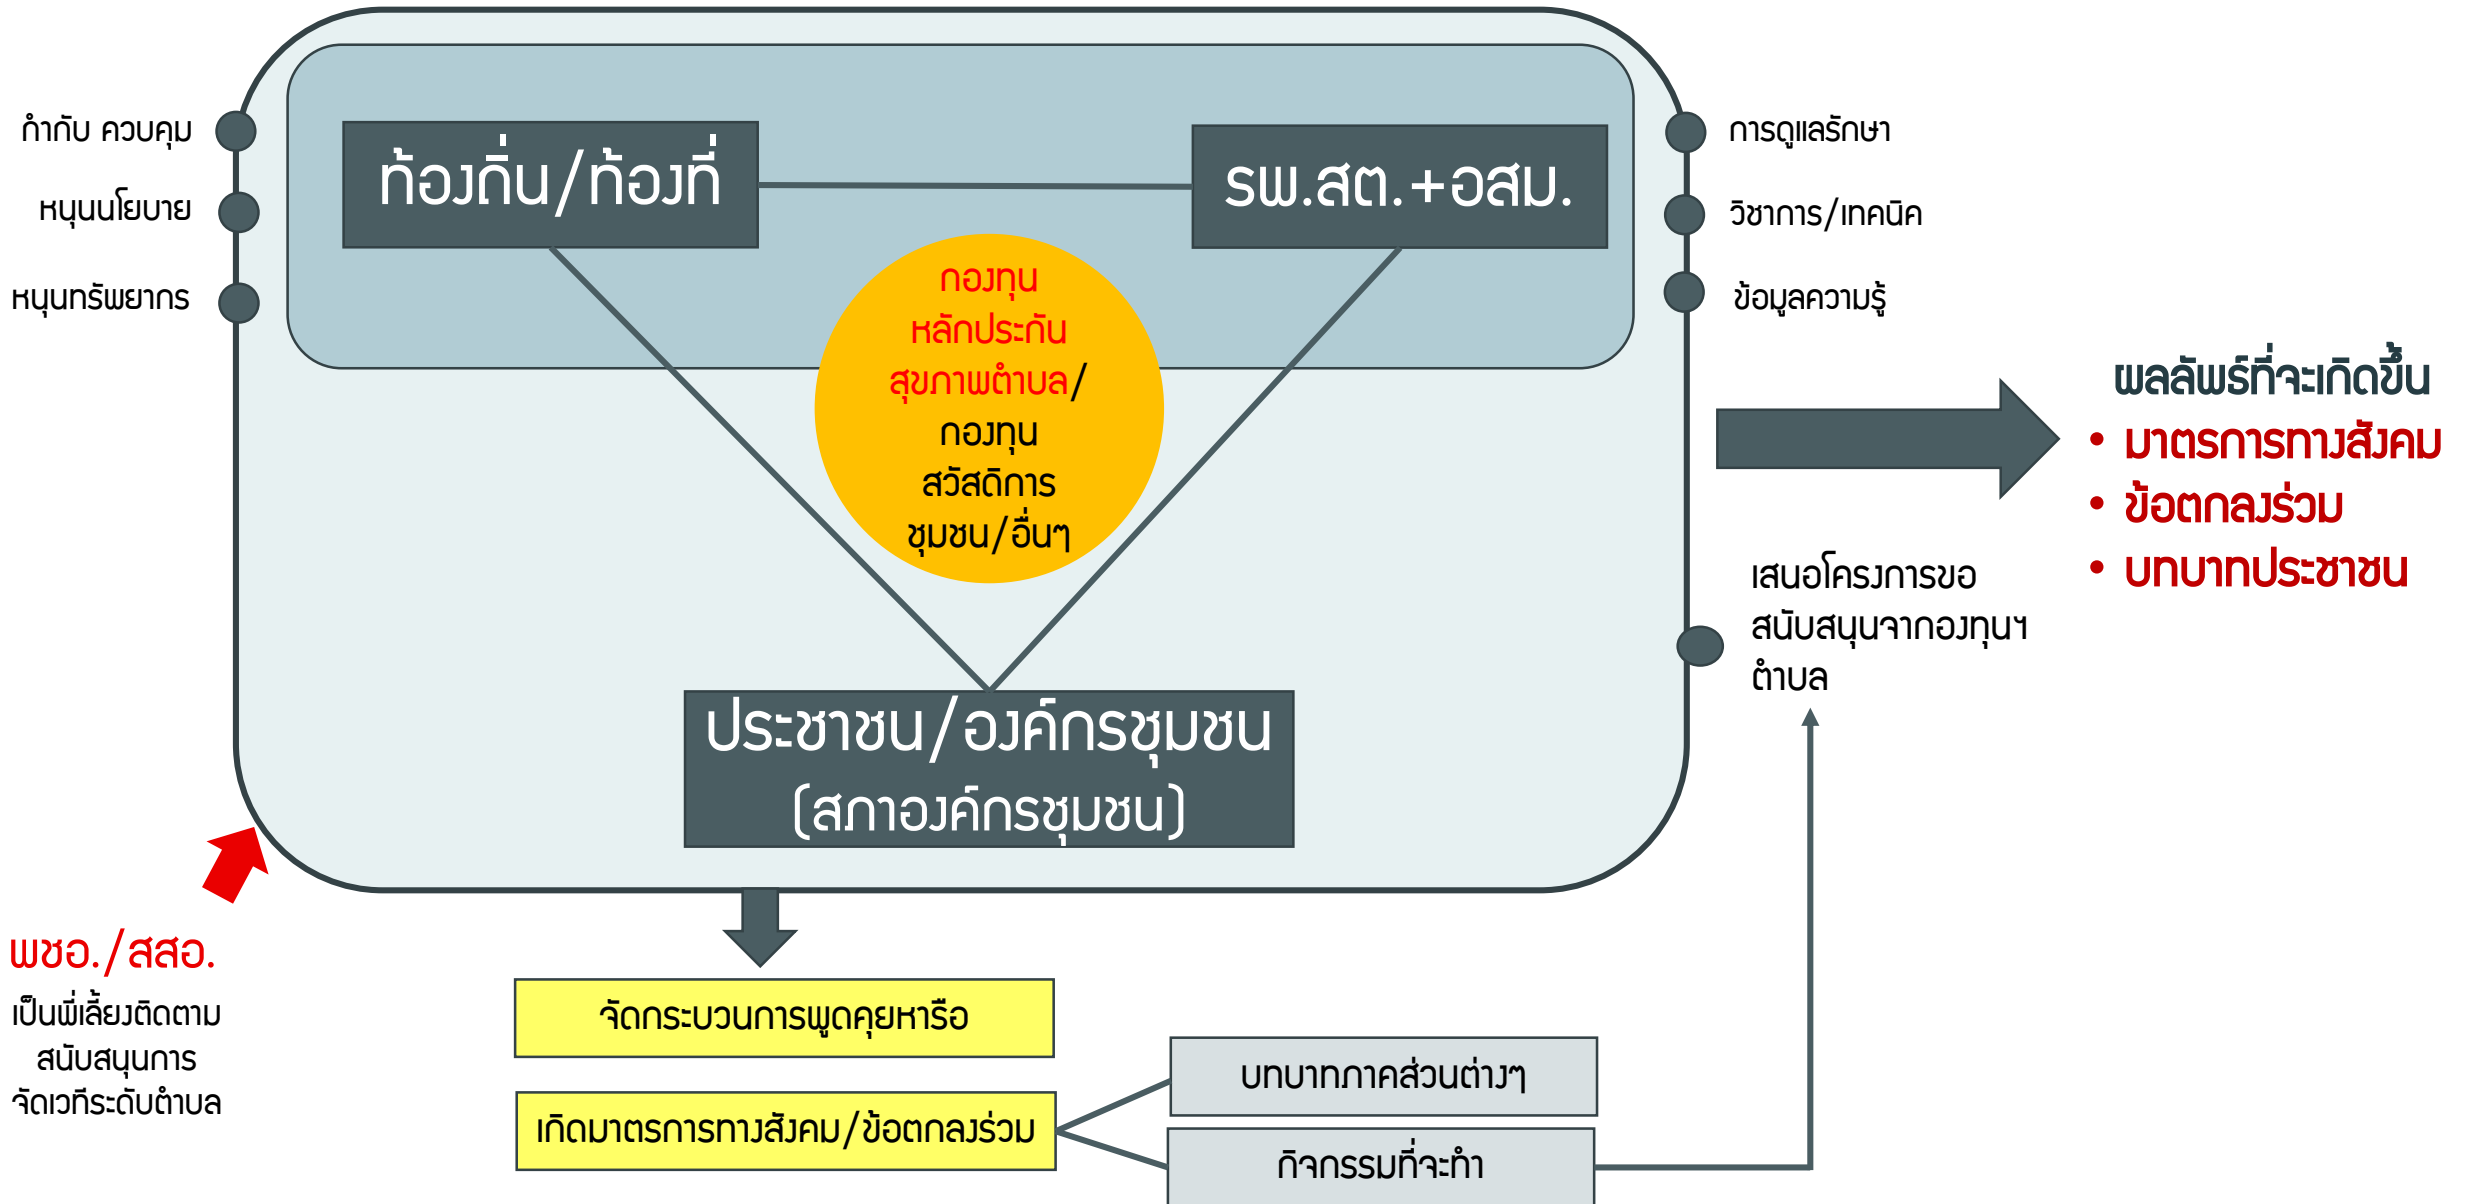 กำกับ ควบคุม
หนุนนโยบาย
หนุนทรัพยากร
ท้องถิ่น/ท้องที่
รพ.สต.+อสม.
กองทุน
หลักประกัน
สุขภาพตำบล/
กองทุน
สวัสดิการ
ชุมชน/อื่นๆ
ประชาชน/องค์กรชุมชน
(สภาองค์กรชุมชน)
การดูแลรักษา
วิชาการ/เทคนิค
ข้อมูลความรู้
ผลลัพธ์ที่จะเกิดขึ้น
• มาตรการทางสังคม
• ข้อตกลงร่วม
• บทบาทประชาชน
เสนอโครงการขอ
สนับสนุนจากองทุนฯ
ตำบล
พชอ./สสอ.
เป็นพี่เลี้ยงติดตาม
สนับสนุนการ
จัดเวทีระดับตำบล
จัดกระบวนการพูดคุยหารือ
เกิดมาตรการทางสังคม/ข้อตกลงร่วม
บทบาทภาคส่วนต่างๆ
กิจกรรมที่จะทำ